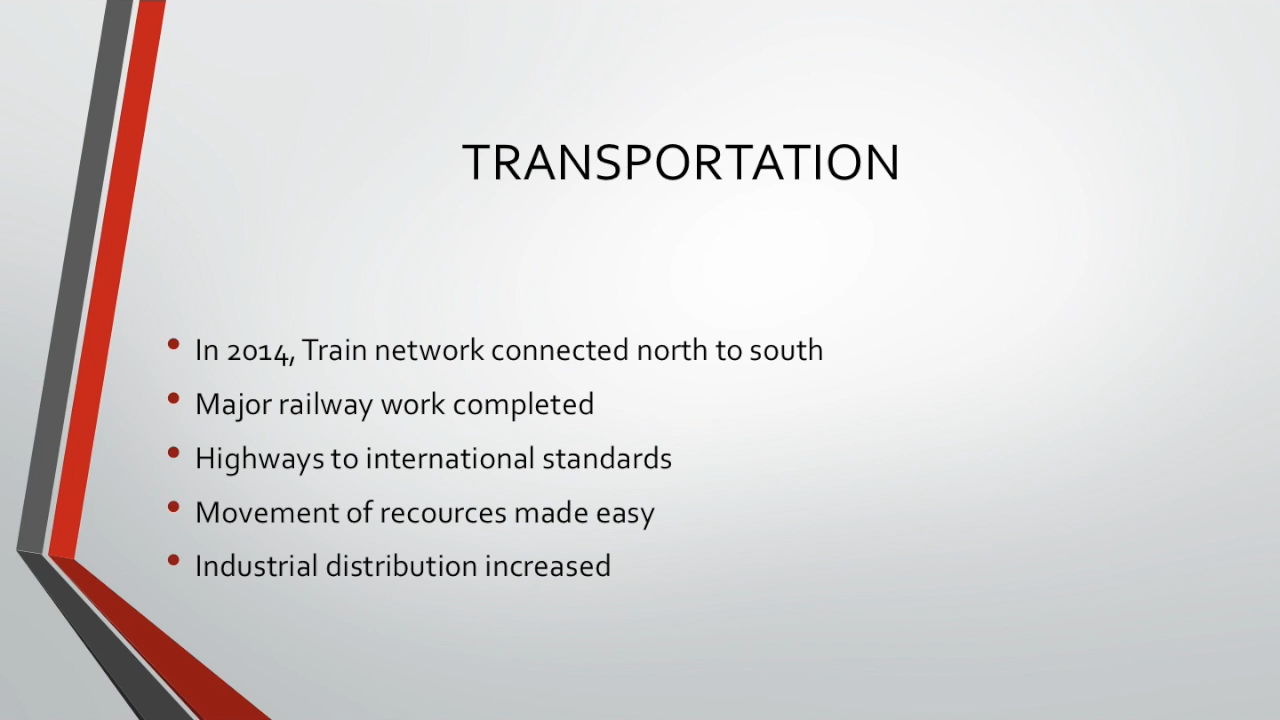 TRANSPORTATION
• In 2014, Train network connected north to south
• Major railway work completed
• Highways to international standards
• Movement of recources made easy
• Industrial distribution increased